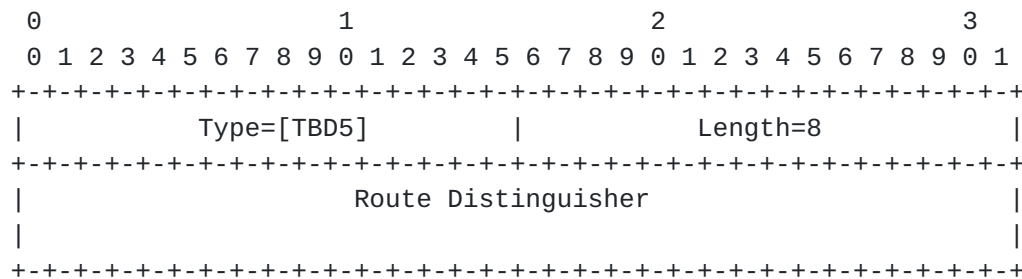 0                   1                   2                   3
 0 1 2 3 4 5 6 7 8 9 0 1 2 3 4 5 6 7 8 9 0 1 2 3 4 5 6 7 8 9 0 1
+-+-+-+-+-+-+-+-+-+-+-+-+-+-+-+-+-+-+-+-+-+-+-+-+-+-+-+-+-+-+-+-+
|           Type=[TBD5]         |           Length=8            |
+-+-+-+-+-+-+-+-+-+-+-+-+-+-+-+-+-+-+-+-+-+-+-+-+-+-+-+-+-+-+-+-+
|                     Route Distinguisher                       |
|                                                               |
+-+-+-+-+-+-+-+-+-+-+-+-+-+-+-+-+-+-+-+-+-+-+-+-+-+-+-+-+-+-+-+-+